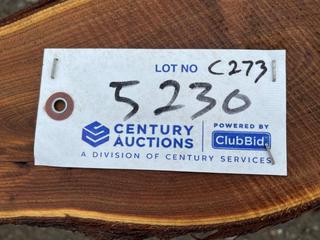 LOT NO C273
5230
CENTURY AUCTIONS POWERED BY ClubBid.
A DIVISION OF CENTURY SERVICES